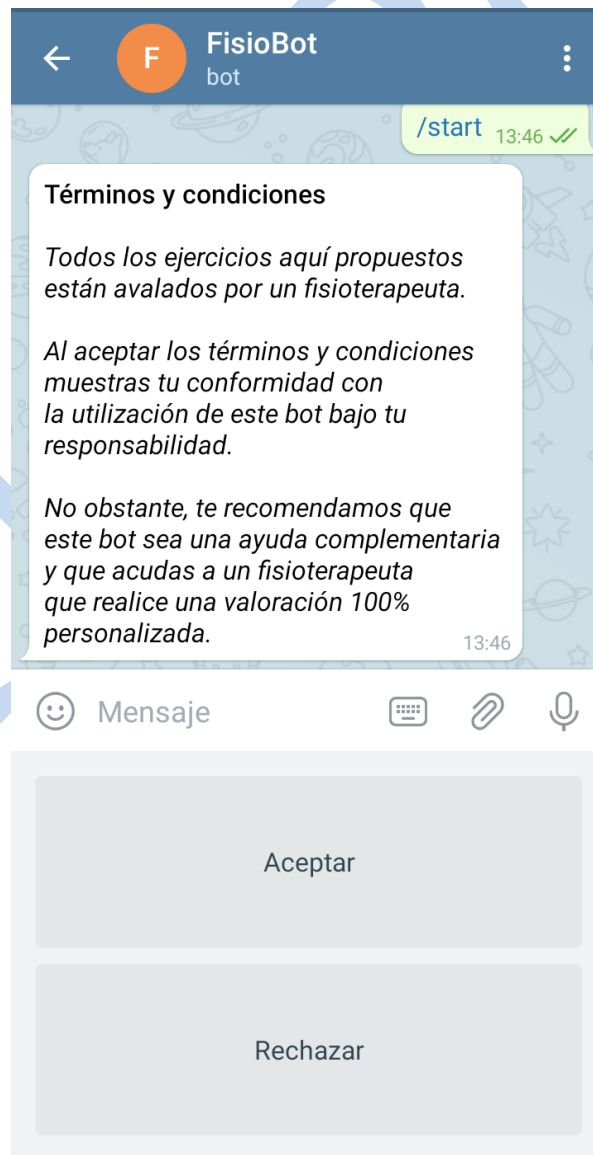 F
FisioBot
bot
/start 13:46
Términos y condiciones
Todos los ejercicios aquí propuestos
están avalados por un fisioterapeuta.
Al aceptar los términos y condiciones
muestras tu conformidad con
la utilización de este bot bajo tu
responsabilidad.
No obstante, te recomendamos que
este bot sea una ayuda complementaria
y que acudas a un fisioterapeuta
que realice una valoración 100%
personalizada.
13:46
Mensaje
Aceptar
Rechazar